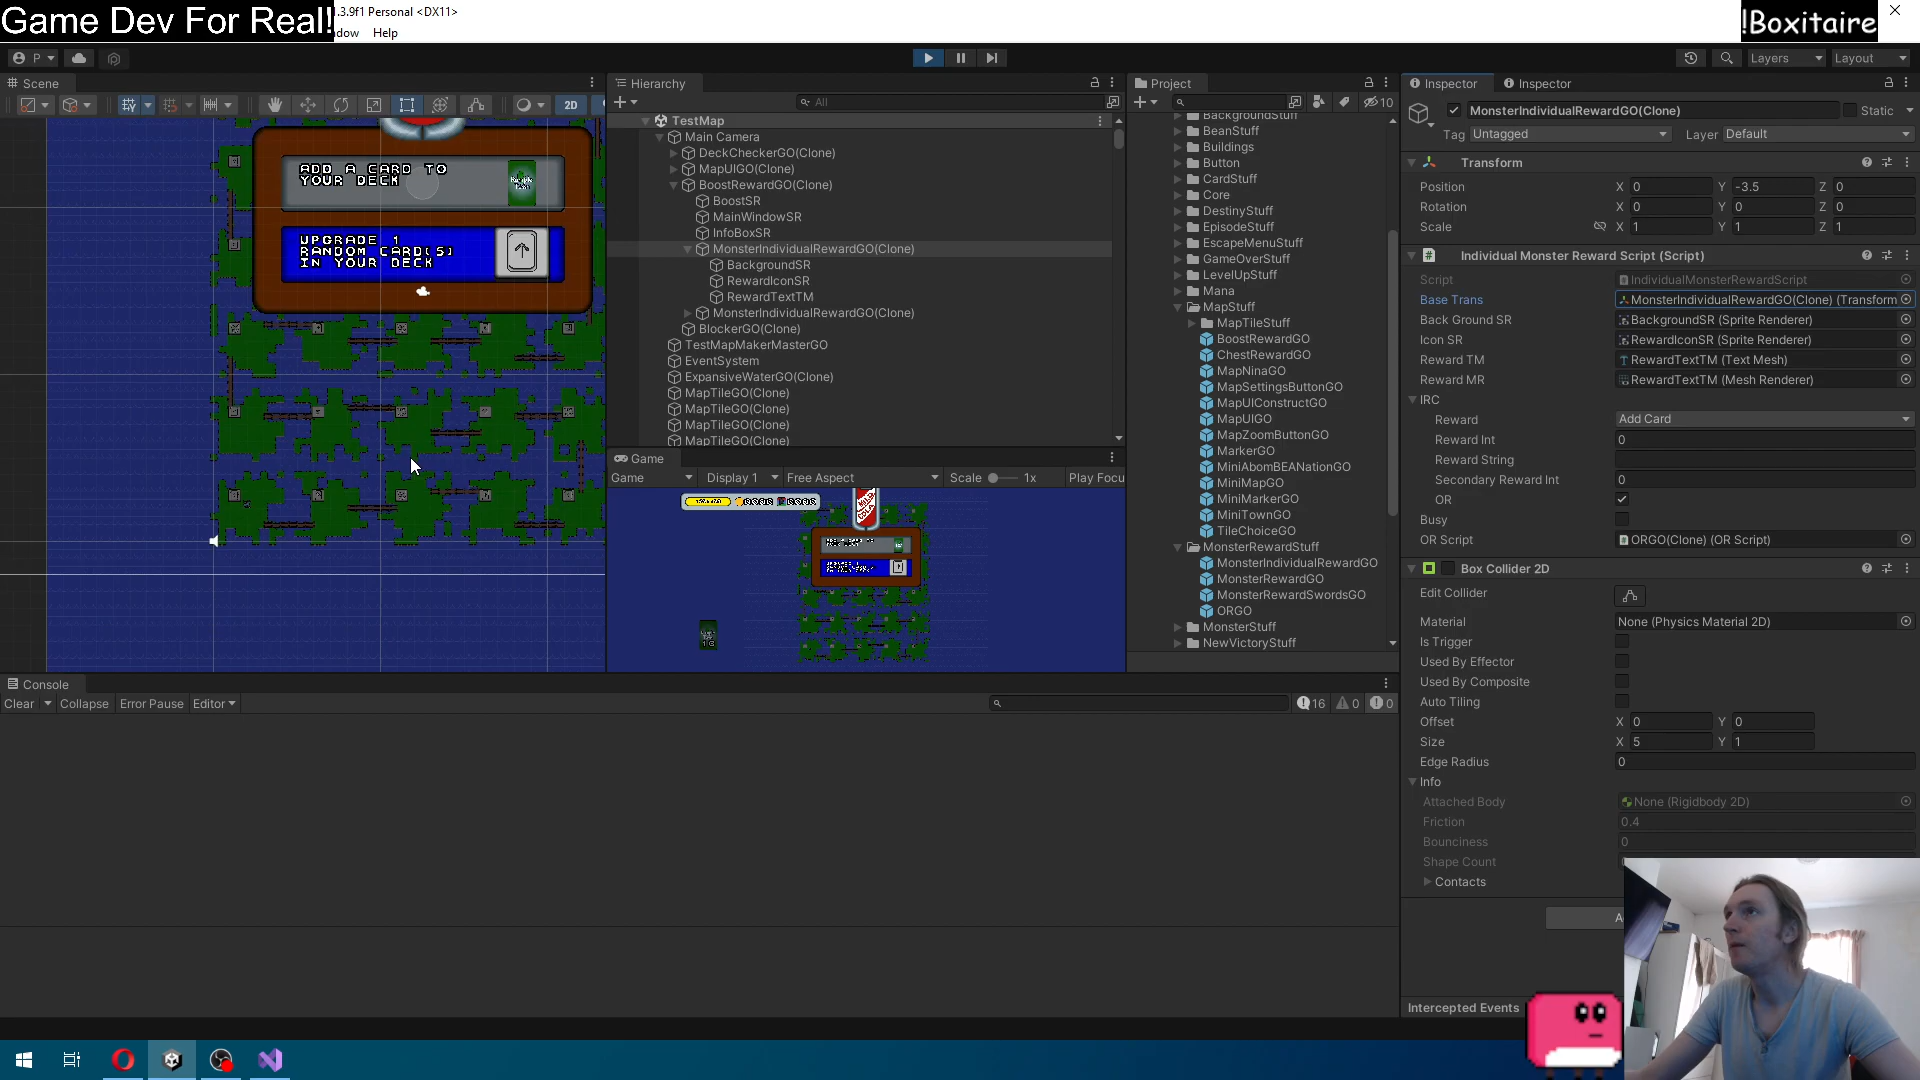 Game Dev For Real!
.3.9f1 Personal <DX11>
!Boxitaire
dow Help
P
Layers
Layout
Scene
2D
ADD A CARD TO
YOUR DECK
UPGRADE 1
RANDOM CARD(S)
IN YOUR DECK
Hierarchy
All
TestMap
Main Camera
DeckCheckerGO(Clone)
MapUIGO(Clone)
BoostRewardGO(Clone)
BoostSR
MainWindowSR
InfoBoxSR
MonsterIndividualRewardGO(Clone)
BackgroundSR
RewardIconSR
RewardTextTM
MonsterIndividualRewardGO(Clone)
BlockerGO(Clone)
TestMapMakerMasterGO
EventSystem
ExpansiveWaterGO(Clone)
MapTileGO(Clone)
MapTileGO(Clone)
MapTileGO(Clone)
MapTileGO(Clone)
Game
Game Display 1 Free Aspect Scale 1x Play Focu
Project
10
BackgroundStuff
BeanStuff
Buildings
Button
CardStuff
Core
DestinyStuff
EpisodeStuff
EscapeMenuStuff
GameOverStuff
LevelUpStuff
Mana
MapStuff
MapTileStuff
BoostRewardGO
ChestRewardGO
MapNinaGO
MapSettingsButtonGO
MapUIConstructGO
MapUIGO
MapZoomButtonGO
MarkerGO
MiniAbomBEANationGO
MiniMapGO
MiniMarkerGO
MiniTownGO
TileChoiceGO
MonsterRewardStuff
MonsterIndividualRewardGO
MonsterRewardGO
MonsterRewardSwordsGO
ORGO
MonsterStuff
NewVictoryStuff
Inspector Inspector
MonsterIndividualRewardGO(Clone) Static
Tag Untagged Layer Default
Transform
Position X 0 Y -3.5 Z 0
Rotation X 0 Y 0 Z 0
Scale X 1 Y 1 Z 1
Individual Monster Reward Script (Script)
Script IndividualMonsterRewardScript
Base Trans MonsterIndividualRewardGO(Clone) (Transform
Back Ground SR BackgroundSR (Sprite Renderer)
Icon SR RewardIconSR (Sprite Renderer)
Reward TM RewardTextTM (Text Mesh)
Reward MR RewardTextTM (Mesh Renderer)
IRC
Reward Add Card
Reward Int 0
Reward String
Secondary Reward Int 0
OR
Busy
OR Script ORGO(Clone) (OR Script)
Box Collider 2D
Edit Collider
Material None (Physics Material 2D)
Is Trigger
Used By Effector
Used By Composite
Auto Tiling
Offset X 0 Y 0
Size X 5 Y 1
Edge Radius 0
Info
Attached Body None (Rigidbody 2D)
Friction 0.4
Bounciness 0
Shape Count
Contacts
A
Intercepted Events
Console
Clear Collapse Error Pause Editor
16 0 0